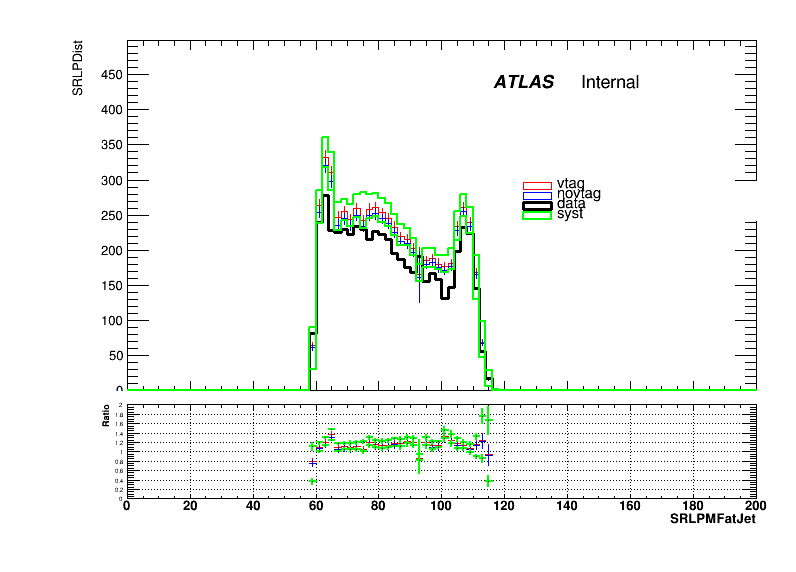 SRLPDist
450
400
350
300
250
200
150
100
50
0
ATLAS Internal
vtag
novtag
data
syst
Ratio
2
1.8
1.6
1.4
1.2
1
0.8
0.6
0.4
0.2
0
0 20 40 60 80 100 120 140 160 180 200
SRLPMFatJet